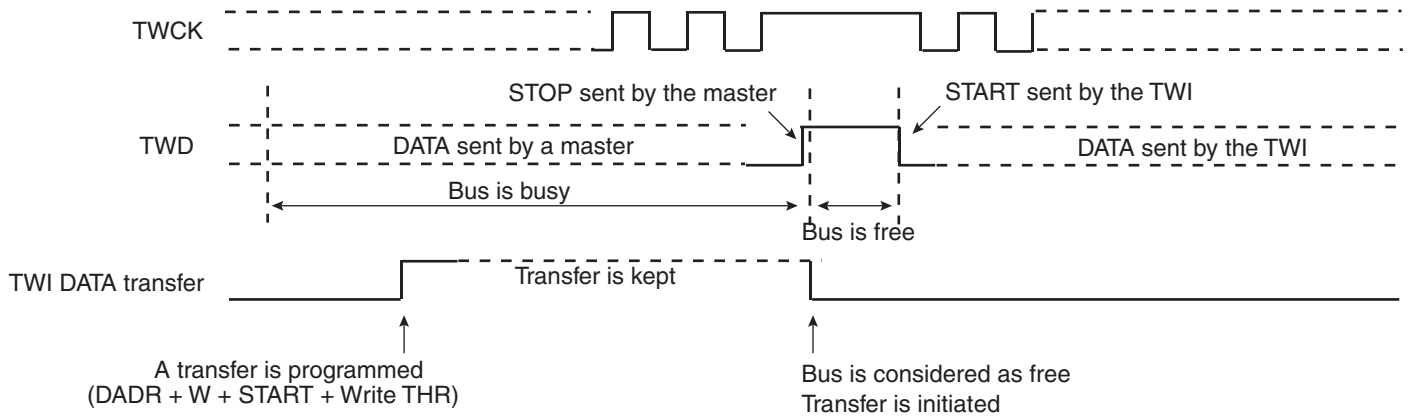 TWCK
STOP sent by the master
START sent by the TWI
TWD
DATA sent by a master
DATA sent by the TWI
Bus is busy
Bus is free
TWI DATA transfer
Transfer is kept
A transfer is programmed
(DADR + W + START + Write THR)
Bus is considered as free
Transfer is initiated